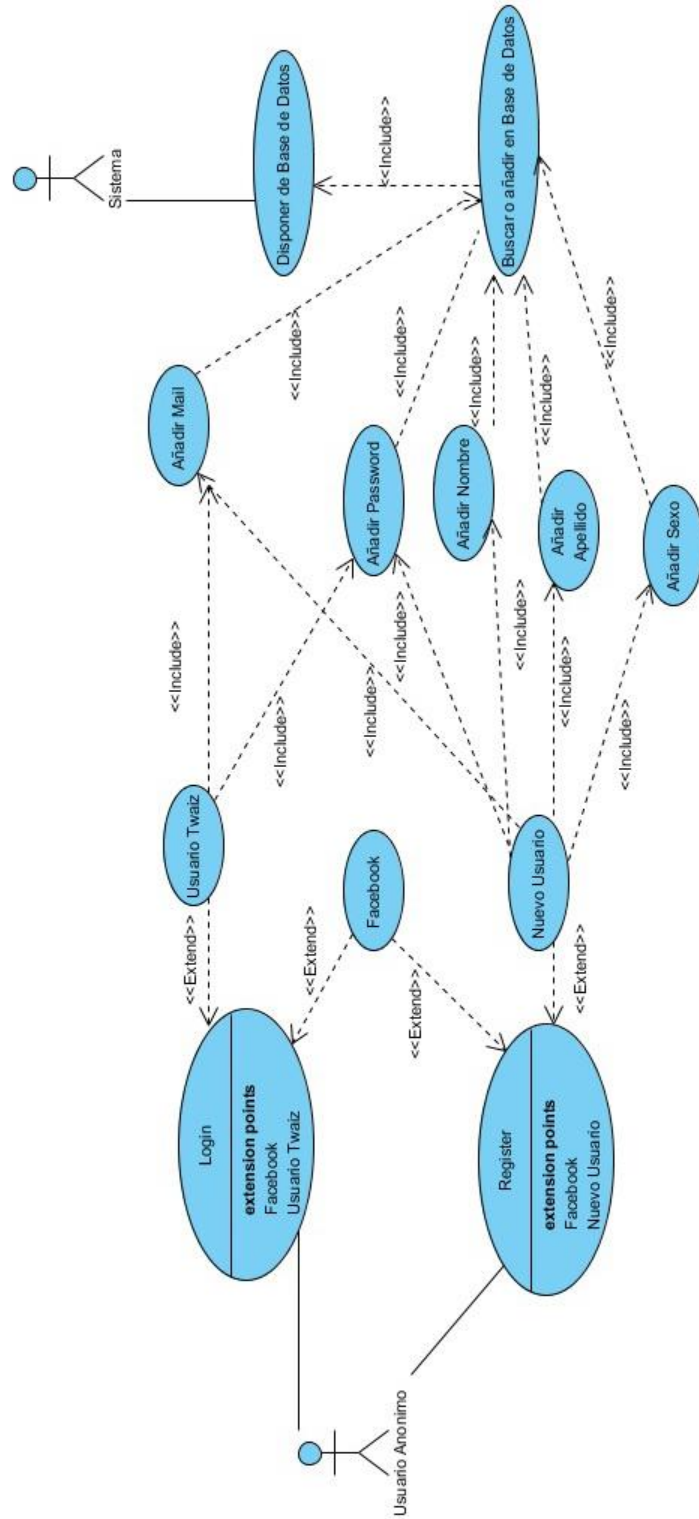 Sistema
Disponer de Base de Datos
<<Include>>
Buscar o añadir en Base de Datos
<<Include>>
<<Include>>
<<Include>>
<<Include>>
<<Include>>
Añadir Mail
Añadir Password
Añadir Nombre
Añadir
Apellido
Añadir Sexo
<<Include>>
<<Include>>
<<Include>>
<<Include>>
<<Include>>
<<Include>>
<<Include>>
Usuario Twaiz
Facebook
Nuevo Usuario
<<Extend>>
<<Extend>>
<<Extend>>
<<Extend>>
Login
extension points
Facebook
Usuario Twaiz
Register
extension points
Facebook
Nuevo Usuario
Usuario Anonimo